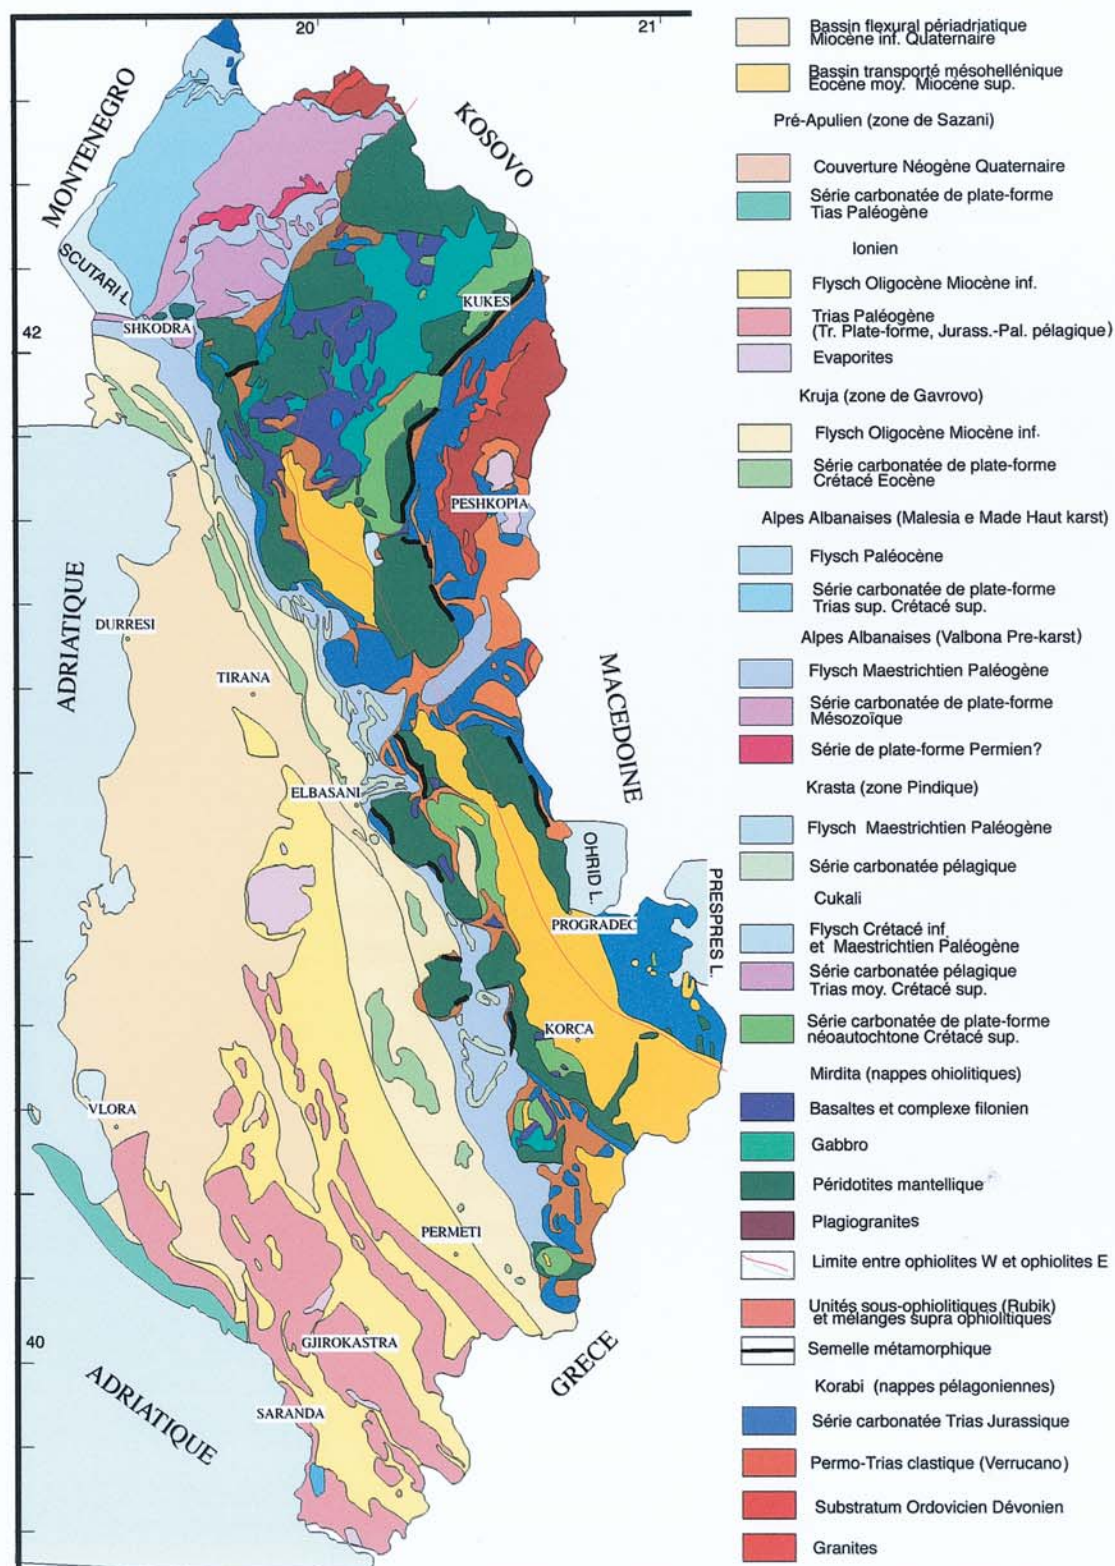 20
21
MONTENEGRO
KOSOVO
SCUTARI L
SHKODRA
KUKES
42
PESHKOPIA
ADRIATIQUE
DURRESI
TIRANA
MACEDOINE
ELBASANI
OHRID L.
PRESPRES L.
PROGRADEC
KORCA
VLORA
PERMETI
40
GJIROKASTRA
GRECE
SARANDA
ADRIATIQUE
Bassin flexural périadriatique
Miocène inf. Quaternaire
Bassin transporté mésohellénique
Eocène moy. Miocène sup.
Pré-Apulien (zone de Sazani)
Couverture Néogène Quaternaire
Série carbonatée de plate-forme
Tias Paléogène
Ionien
Flysch Oligocène Miocène inf.
Trias Paléogène
(Tr. Plate-forme, Jurass.-Pal. pélagique)
Evaporites
Kruja (zone de Gavrovo)
Flysch Oligocène Miocène inf.
Série carbonatée de plate-forme
Crétacé Eocène
Alpes Albanaises (Malesia e Made Haut karst)
Flysch Paléocène
Série carbonatée de plate-forme
Trias sup. Crétacé sup.
Alpes Albanaises (Valbona Pre-karst)
Flysch Maestrichtien Paléogène
Série carbonatée de plate-forme
Mésozoïque
Série de plate-forme Permien?
Krasta (zone Pindique)
Flysch Maestrichtien Paléogène
Série carbonatée pélagique
Cukali
Flysch Crétacé inf.
et Maestrichtien Paléogène
Série carbonatée pélagique
Trias moy. Crétacé sup.
Série carbonatée de plate-forme
néoautochtone Crétacé sup.
Mirdita (nappes ohiolitiques)
Basaltes et complexe filonien
Gabbro
Péridotites mantellique
Plagiogranites
Limite entre ophiolites W et ophiolites E
Unités sous-ophiolitiques (Rubik)
et mélanges supra ophiolitiques
Semelle métamorphique
Korabi (nappes pélagoniennes)
Série carbonatée Trias Jurassique
Permo-Trias clastique (Verrucano)
Substratum Ordovicien Dévonien
Granites